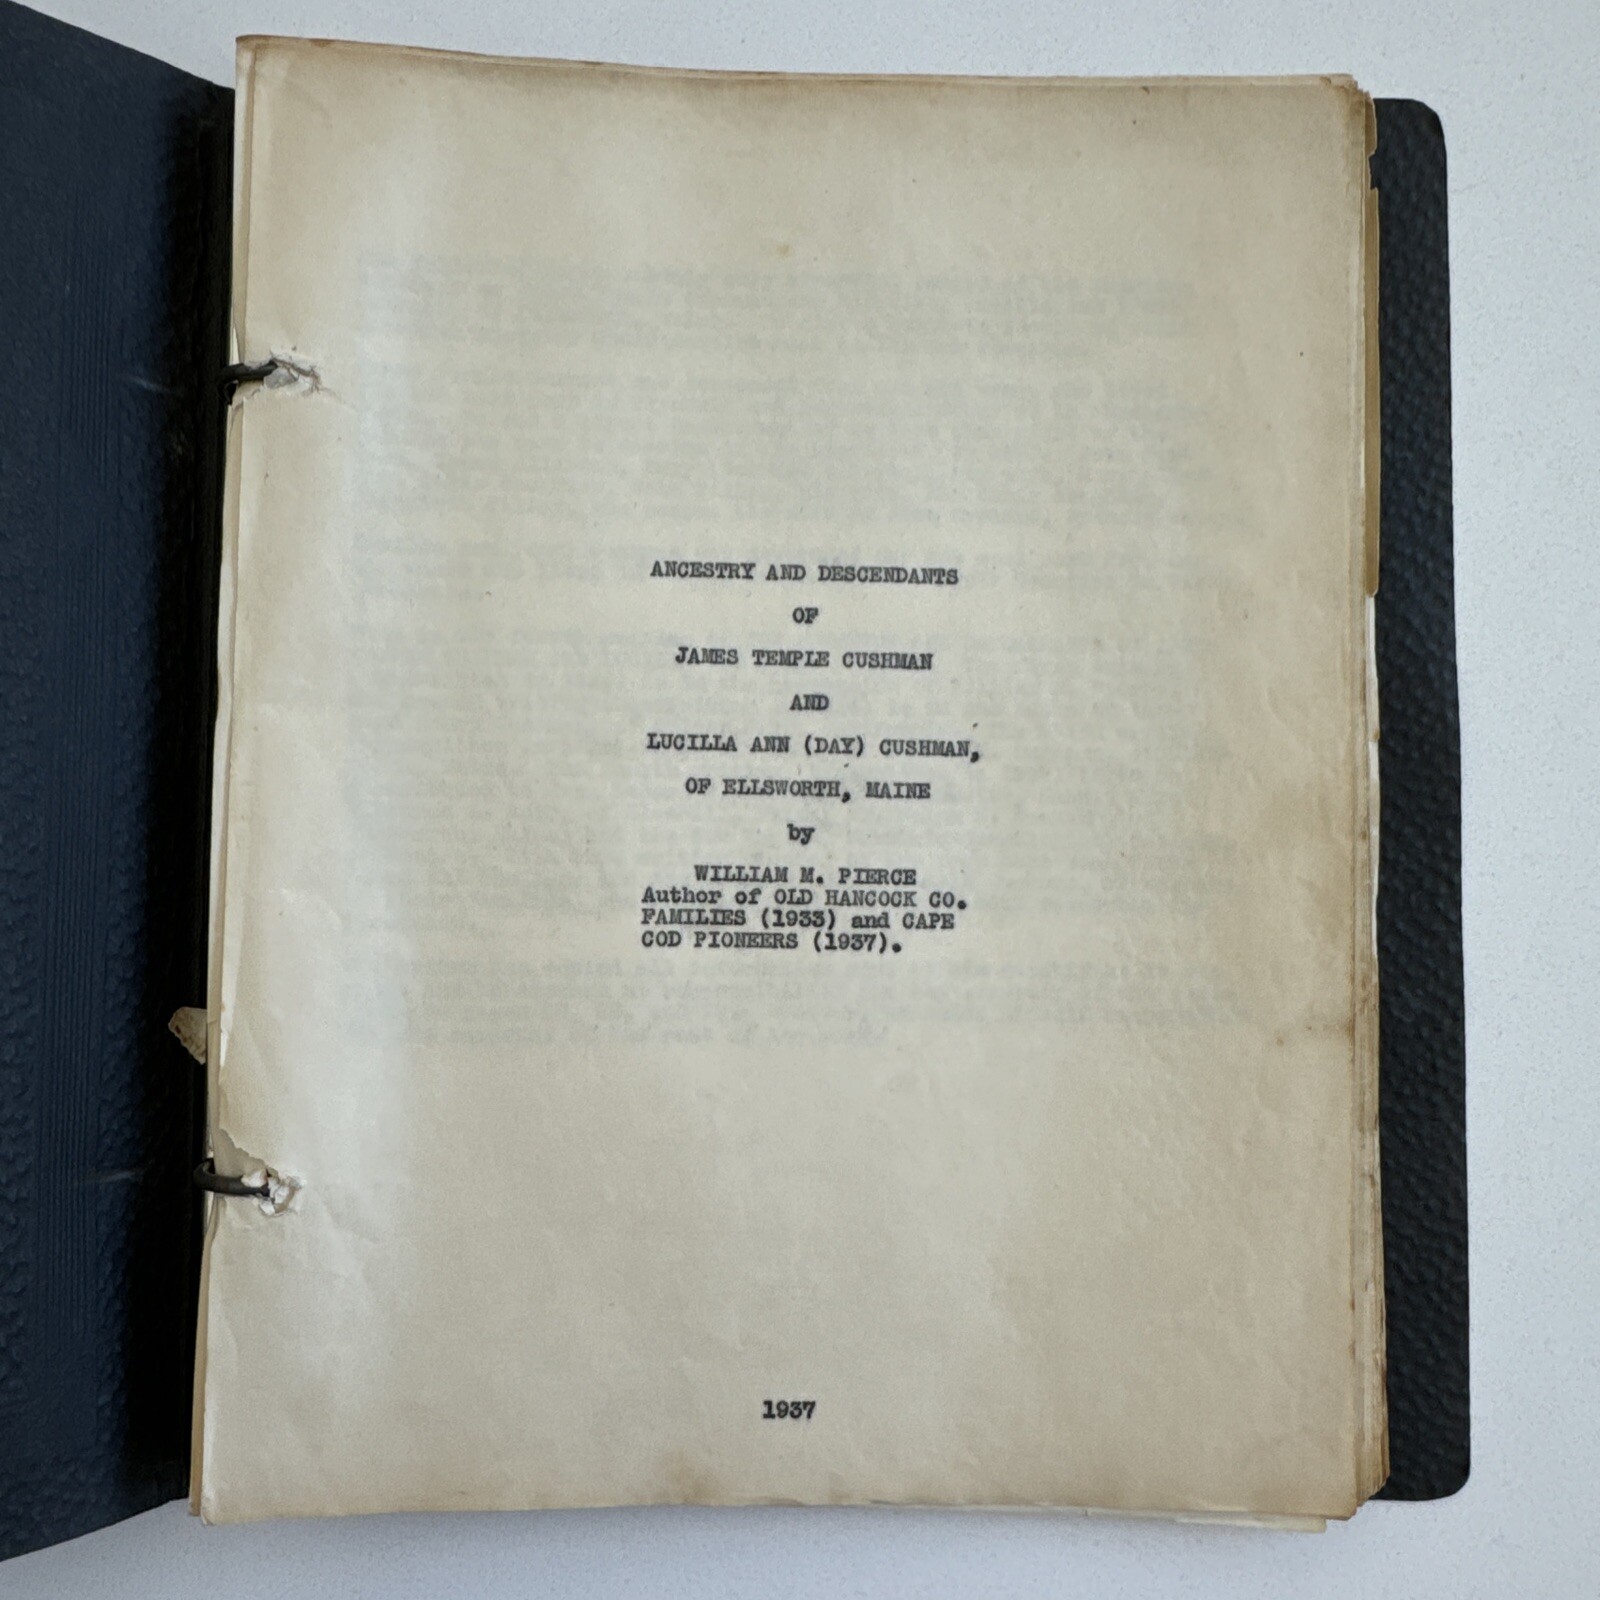 ANCESTRY AND DESCENDANTS
OF
JAMES TEMPLE CUSHMAN
AND
LUCILLA ANN (DAY) CUSHMAN,
OF ELLSWORTH, MAINE
by
WILLIAM M. PIERCE
Author of OLD HANCOCK CO.
FAMILIES (1933) and CAPE
COD PIONEERS (1937).
1937